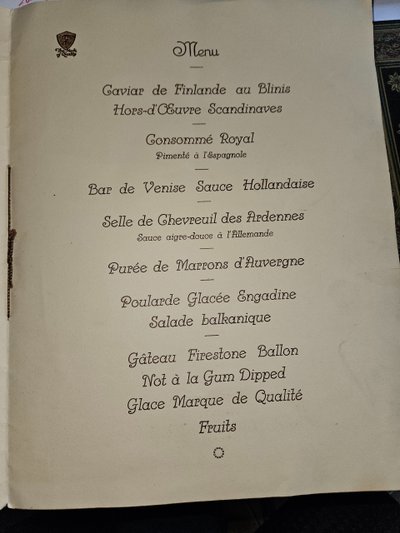 Menu
Caviar de Finlande au Blinis
Hors-d'Œuvre Scandinaves
Consommé Royal
Pimenté à l'Espagnole
Bar de Venise Sauce Hollandaise
Selle de Chevreuil des Ardennes
Sauce aigre-douce à l'Allemande
Purée de Marrons d'Auvergne
Poularde Glacée Engadine
Salade balkanique
Gâteau Firestone Ballon
Not à la Gum Dipped
Glace Marque de Qualité
Fruits